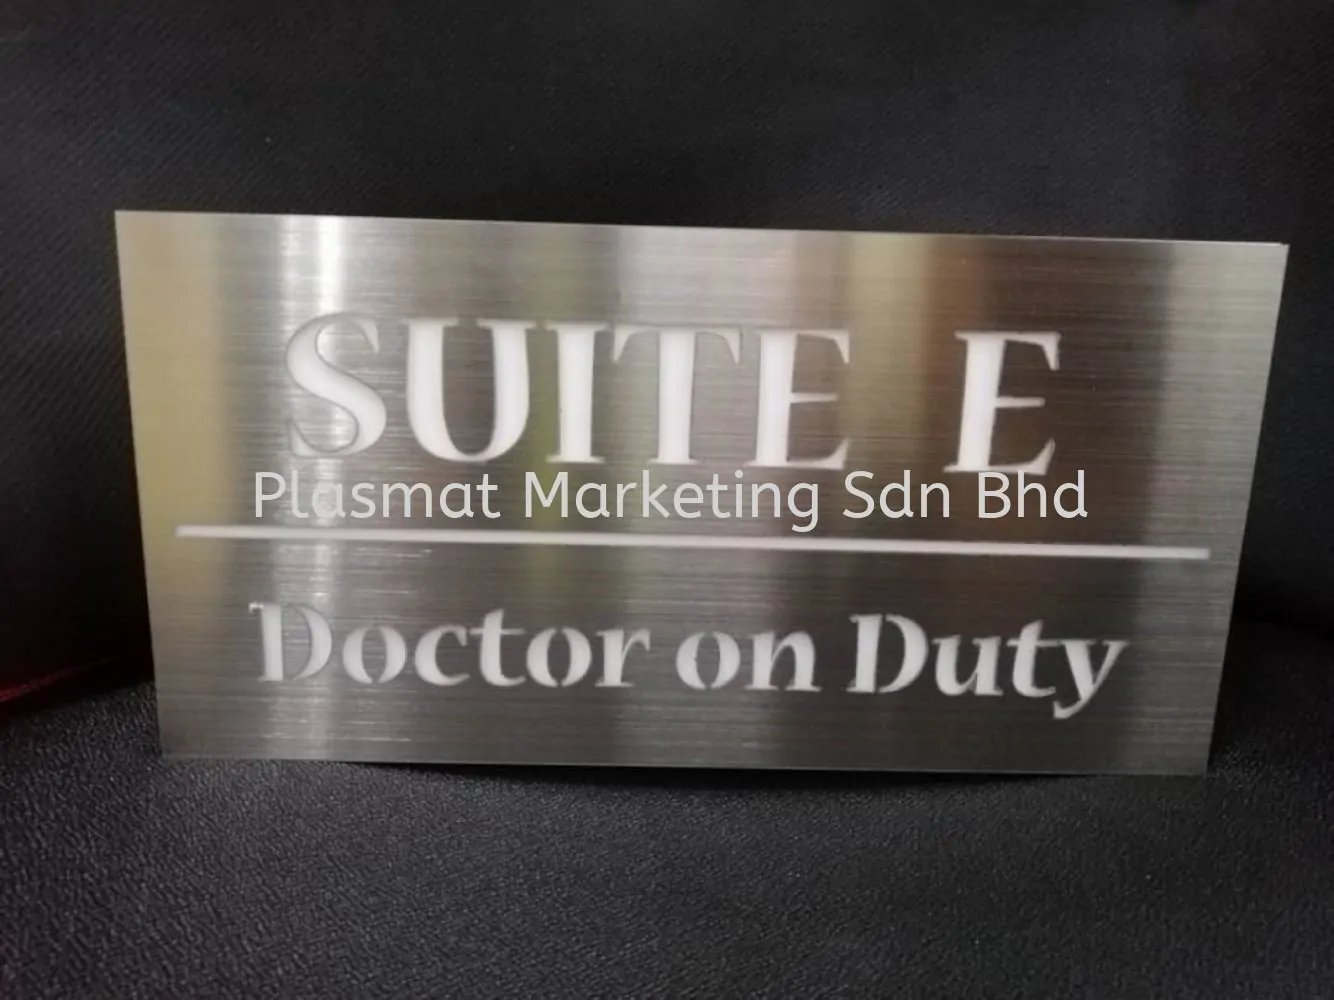 SUITE E
Plasmat Marketing Sdn Bhd
Doctor on Duty